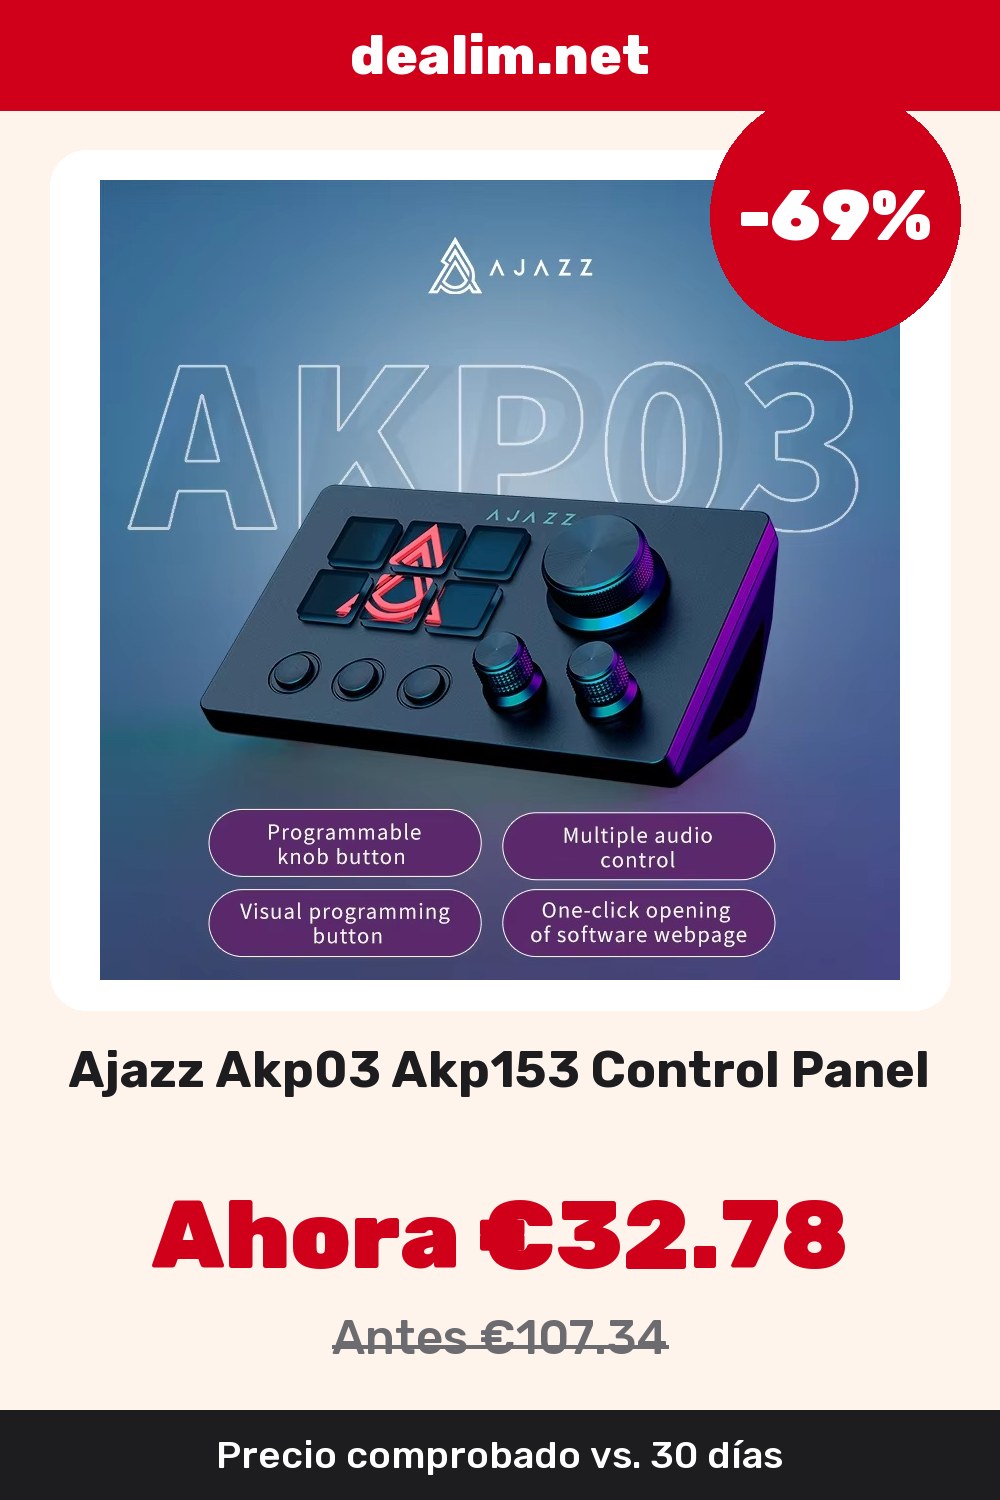 dealim.net
-69%
AJAZZ
AKP03
AJAZZ
Programmable
knob button
Multiple audio
control
Visual programming
button
One-click opening
of software webpage
Ajazz Akp03 Akp153 Control Panel
Ahora €32.78
Antes €107.34
Precio comprobado vs. 30 días